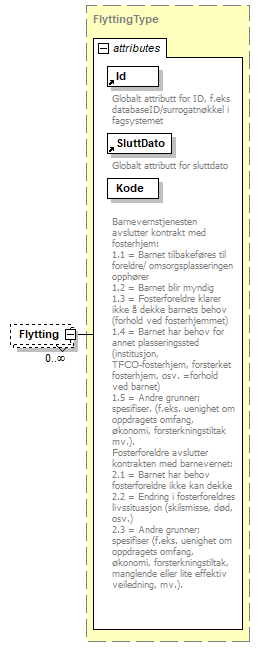 FlyttingType
attributes
Id
Globalt attributt for ID, f.eks
databaseID/surrogatnøkkel i
fagsystemet
SluttDato
Globalt attributt for sluttdato
Kode
Barnevernstjenesten
avslutter kontrakt med
fosterhjem:
1.1 = Barnet tilbakeføres til
foreldre/ omsorgsplasseringen
opphører
1.2 = Barnet blir myndig
1.3 = Fosterforeldre klarer
ikke å dekke barnets behov
(forhold ved fosterhjemmet)
1.4 = Barnet har behov for
annet plasseringssted
(institusjon,
TFCO-fosterhjem, forsterket
fosterhjem, osv. =forhold
ved barnet)
1.5 = Andre grunner;
spesifiser. (f.eks. uenighet om
oppdragets omfang,
økonomi, forsterkningstiltak
mv.).
Fosterforeldre avslutter
kontrakten med barnevernet:
2.1 = Barnet har behov
fosterforeldre ikke kan dekke
2.2 = Endring i fosterforeldres
livssituasjon (skilsmisse, død,
osv.)
2.3 = Andre grunner;
spesifiser (f.eks. uenighet om
oppdragets omfang,
økonomi, forsterkningstiltak,
manglende eller lite effektiv
veiledning, mv.).
Flytting
0..∞